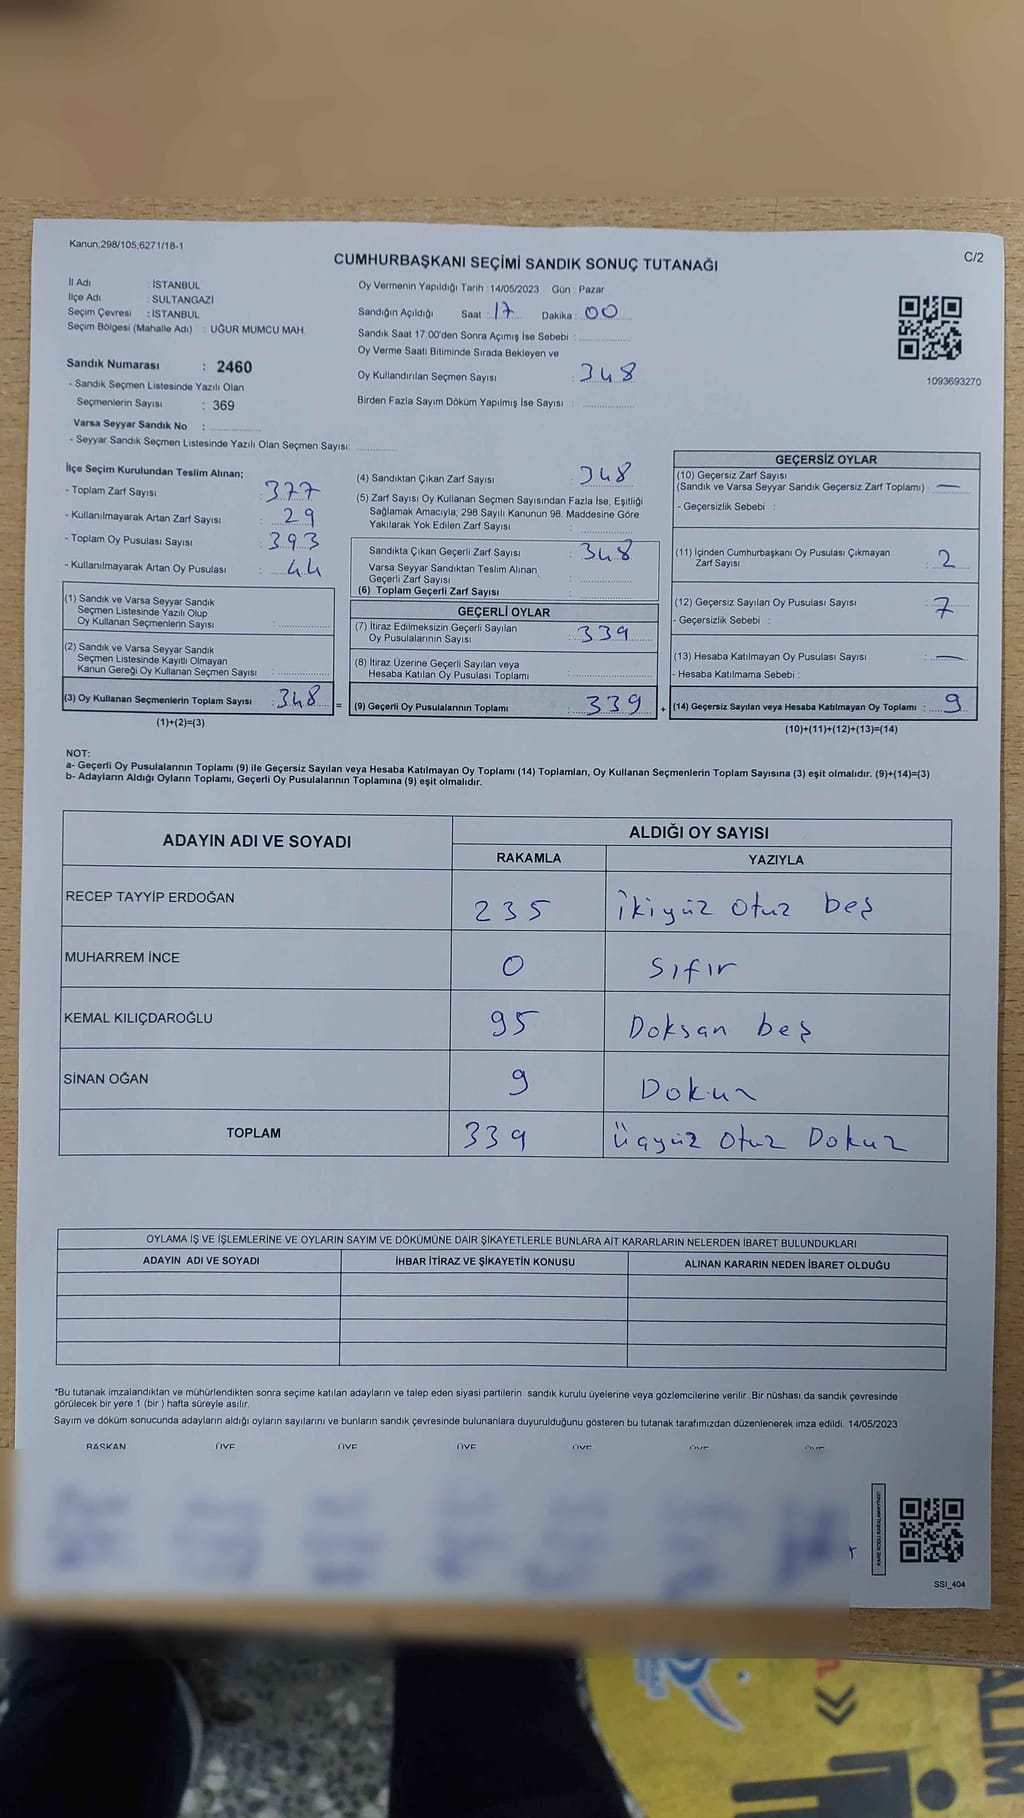 Kanun;298/105,6271/18-1
C/2
CUMHURBAŞKANI SEÇİMİ SANDIK SONUÇ TUTANAĞI
İl Adı : İSTANBUL
İlçe Adı : SULTANGAZİ
Seçim Çevresi : İSTANBUL
Seçim Bölgesi (Mahalle Adı) : UĞUR MUMCU MAH.
Sandık Numarası : 2460
- Sandık Seçmen Listesinde Yazılı Olan
Seçmenlerin Sayısı : 369
Varsa Seyyar Sandık No :
- Seyyar Sandık Seçmen Listesinde Yazılı Olan Seçmen Sayısı:
Oy Vermenin Yapıldığı Tarih : 14/05/2023 Gün : Pazar
Sandığın Açıldığı Saat : 17 Dakika : 00
Sandık Saat 17:00'den Sonra Açımış İse Sebebi :
Oy Verme Saati Bitiminde Sırada Bekleyen ve
Oy Kullandırılan Seçmen Sayısı : 348
Birden Fazla Sayım Döküm Yapılmış İse Sayısı :
1093693270
İlçe Seçim Kurulundan Teslim Alınan;
- Toplam Zarf Sayısı : 377
- Kullanılmayarak Artan Zarf Sayısı : 29
- Toplam Oy Pusulası Sayısı : 393
- Kullanılmayarak Artan Oy Pusulası : 44
(1) Sandık ve Varsa Seyyar Sandık
Seçmen Listesinde Yazılı Olup
Oy Kullanan Seçmenlerin Sayısı :
(2) Sandık ve Varsa Seyyar Sandık
Seçmen Listesinde Kayıtlı Olmayan
Kanun Gereği Oy Kullanan Seçmen Sayısı :
(3) Oy Kullanan Seçmenlerin Toplam Sayısı : 348
(1)+(2)=(3)
=
(4) Sandıktan Çıkan Zarf Sayısı : 348
(5) Zarf Sayısı Oy Kullanan Seçmen Sayısından Fazla İse, Eşitliği
Sağlamak Amacıyla, 298 Sayılı Kanunun 98. Maddesine Göre
Yakılarak Yok Edilen Zarf Sayısı :
Sandıkta Çıkan Geçerli Zarf Sayısı : 348
Varsa Seyyar Sandıktan Teslim Alınan
Geçerli Zarf Sayısı :
(6) Toplam Geçerli Zarf Sayısı :
GEÇERLİ OYLAR
(7) İtiraz Edilmeksizin Geçerli Sayılan
Oy Pusulalarının Sayısı : 339
(8) İtiraz Üzerine Geçerli Sayılan veya
Hesaba Katılan Oy Pusulası Toplamı :
(9) Geçerli Oy Pusulalarının Toplamı : 339
+
GEÇERSİZ OYLAR
(10) Geçersiz Zarf Sayısı
(Sandık ve Varsa Seyyar Sandık Geçersiz Zarf Toplamı) : —
- Geçersizlik Sebebi :
(11) İçinden Cumhurbaşkanı Oy Pusulası Çıkmayan
Zarf Sayısı : 2
(12) Geçersiz Sayılan Oy Pusulası Sayısı : 7
- Geçersizlik Sebebi :
(13) Hesaba Katılmayan Oy Pusulası Sayısı : —
- Hesaba Katılmama Sebebi :
(14) Geçersiz Sayılan veya Hesaba Katılmayan Oy Toplamı : 9
(10)+(11)+(12)+(13)=(14)
NOT:
a- Geçerli Oy Pusulalarının Toplamı (9) ile Geçersiz Sayılan veya Hesaba Katılmayan Oy Toplamı (14) Toplamları, Oy Kullanan Seçmenlerin Toplam Sayısına (3) eşit olmalıdır. (9)+(14)=(3)
b- Adayların Aldığı Oyların Toplamı, Geçerli Oy Pusulalarının Toplamına (9) eşit olmalıdır.
ADAYIN ADI VE SOYADI ALDIĞI OY SAYISI
RAKAMLA YAZIYLA
RECEP TAYYİP ERDOĞAN 235 İkiyüz otuz beş
MUHARREM İNCE 0 Sıfır
KEMAL KILIÇDAROĞLU 95 Doksan beş
SİNAN OĞAN 9 Dokuz
TOPLAM 339 Üçyüz otuz Dokuz
OYLAMA İŞ VE İŞLEMLERİNE VE OYLARIN SAYIM VE DÖKÜMÜNE DAİR ŞİKAYETLERLE BUNLARA AİT KARARLARIN NELERDEN İBARET BULUNDUKLARI
ADAYIN ADI VE SOYADI İHBAR İTİRAZ VE ŞİKAYETİN KONUSU ALINAN KARARIN NEDEN İBARET OLDUĞU
*Bu tutanak imzalandıktan ve mühürlendikten sonra seçime katılan adayların ve talep eden siyasi partilerin sandık kurulu üyelerine veya gözlemcilerine verilir .Bir nüshası da sandık çevresinde
görülecek bir yere 1 (bir ) hafta süreyle asılır.
Sayım ve döküm sonucunda adayların aldığı oyların sayılarını ve bunların sandık çevresinde bulunanlara duyurulduğunu gösteren bu tutanak tarafımızdan düzenlenerek imza edildi. 14/05/2023
BAŞKAN ÜYE ÜYE ÜYE ÜYE ÜYE ÜYE
KARE KODU KARALAMAYINIZ!
SSI_404
ALIM